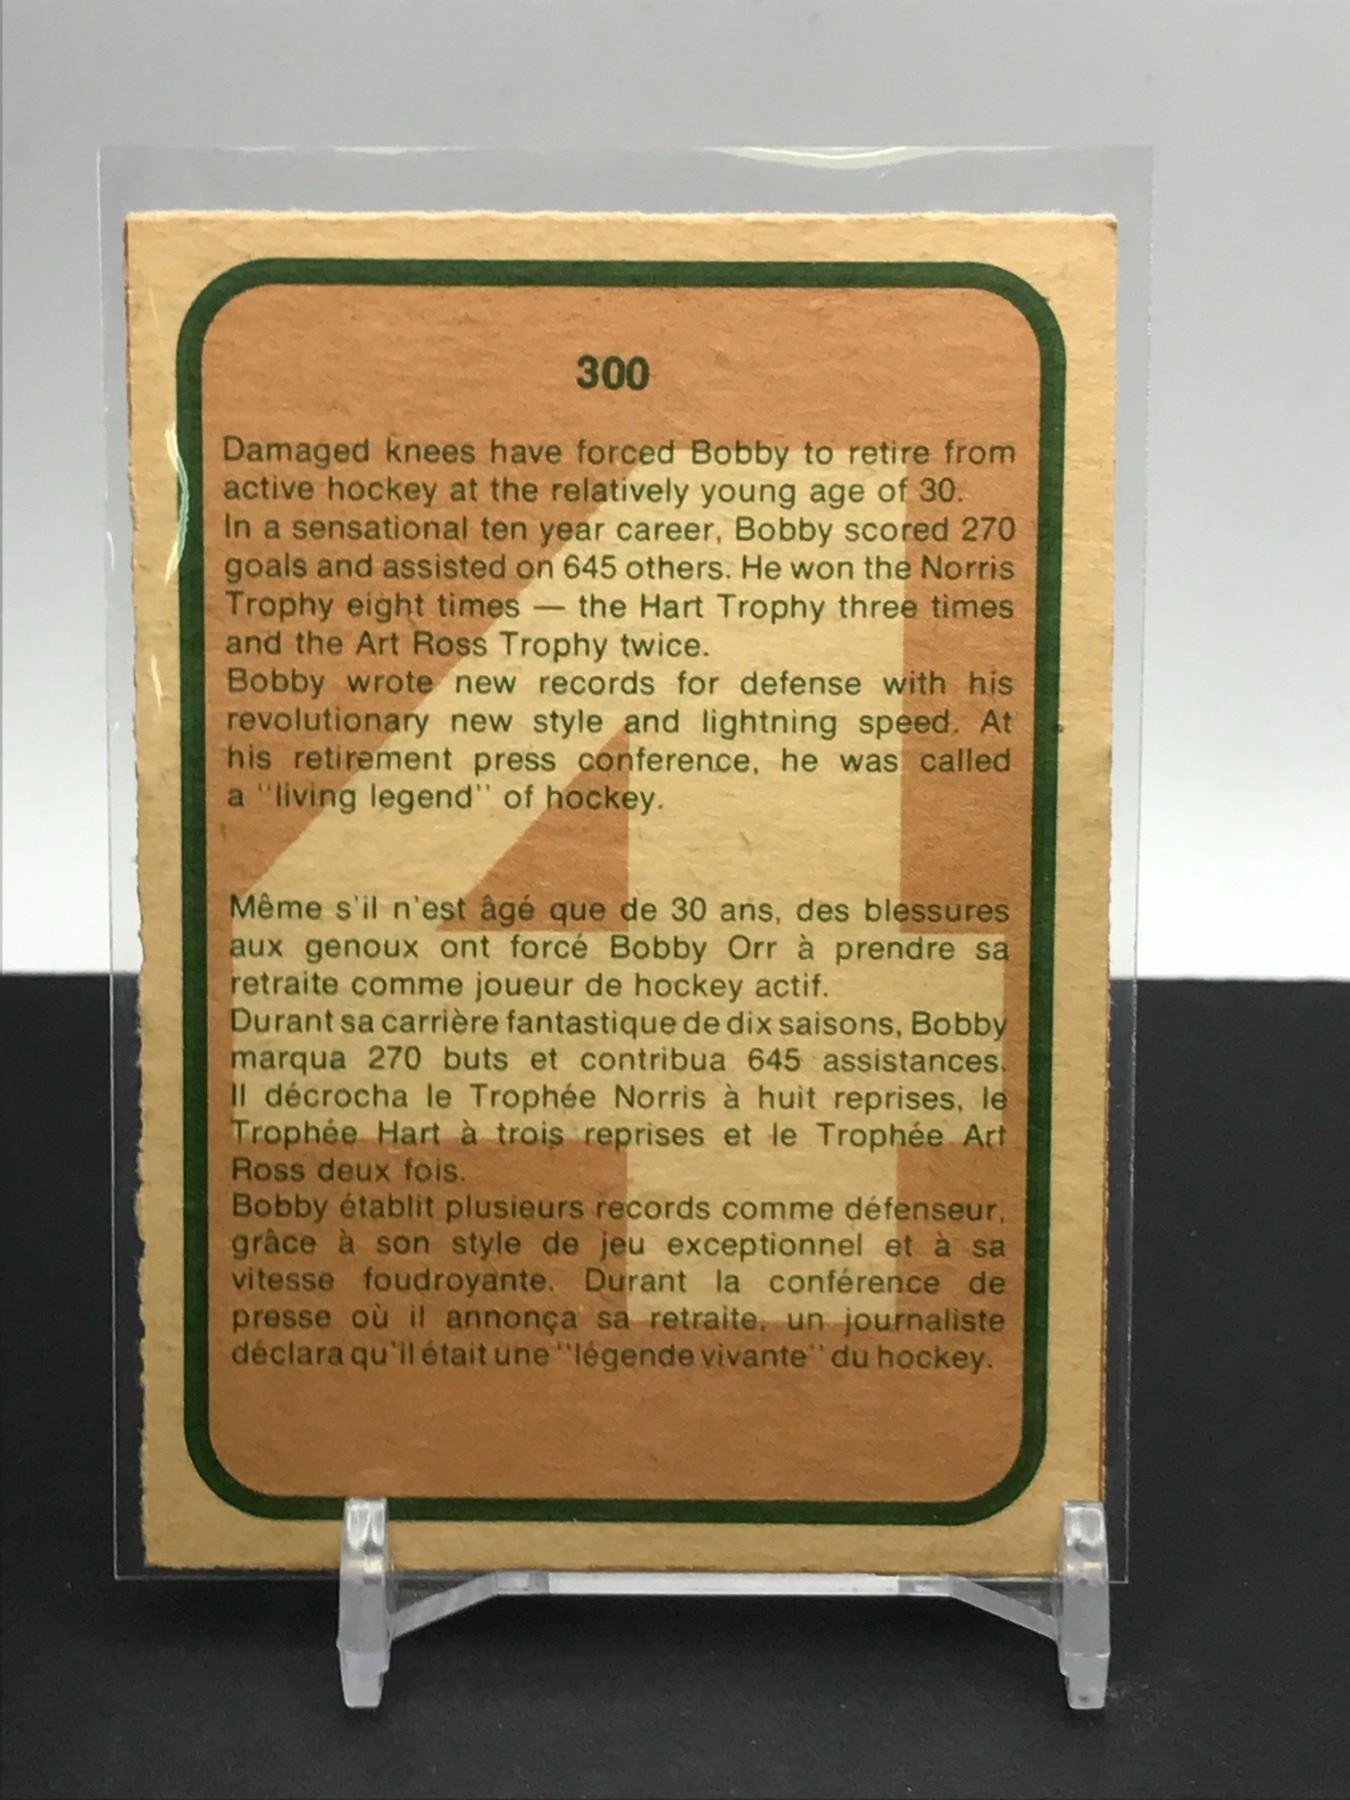 300
Damaged knees have forced Bobby to retire from
active hockey at the relatively young age of 30.
In a sensational ten year career, Bobby scored 270
goals and assisted on 645 others. He won the Norris
Trophy eight times — the Hart Trophy three times
and the Art Ross Trophy twice.
Bobby wrote new records for defense with his
revolutionary new style and lightning speed. At
his retirement press conference, he was called
a "living legend" of hockey.
Même s'il n'est âgé que de 30 ans, des blessures
aux genoux ont forcé Bobby Orr à prendre sa
retraite comme joueur de hockey actif.
Durant sa carrière fantastique de dix saisons, Bobby
marqua 270 buts et contribua 645 assistances.
Il décrocha le Trophée Norris à huit reprises, le
Trophée Hart à trois reprises et le Trophée Art
Ross deux fois.
Bobby établit plusieurs records comme défenseur,
grâce à son style de jeu exceptionnel et à sa
vitesse foudroyante. Durant la conférence de
presse où il annonça sa retraite, un journaliste
déclara qu'il était une "légende vivante" du hockey.
4